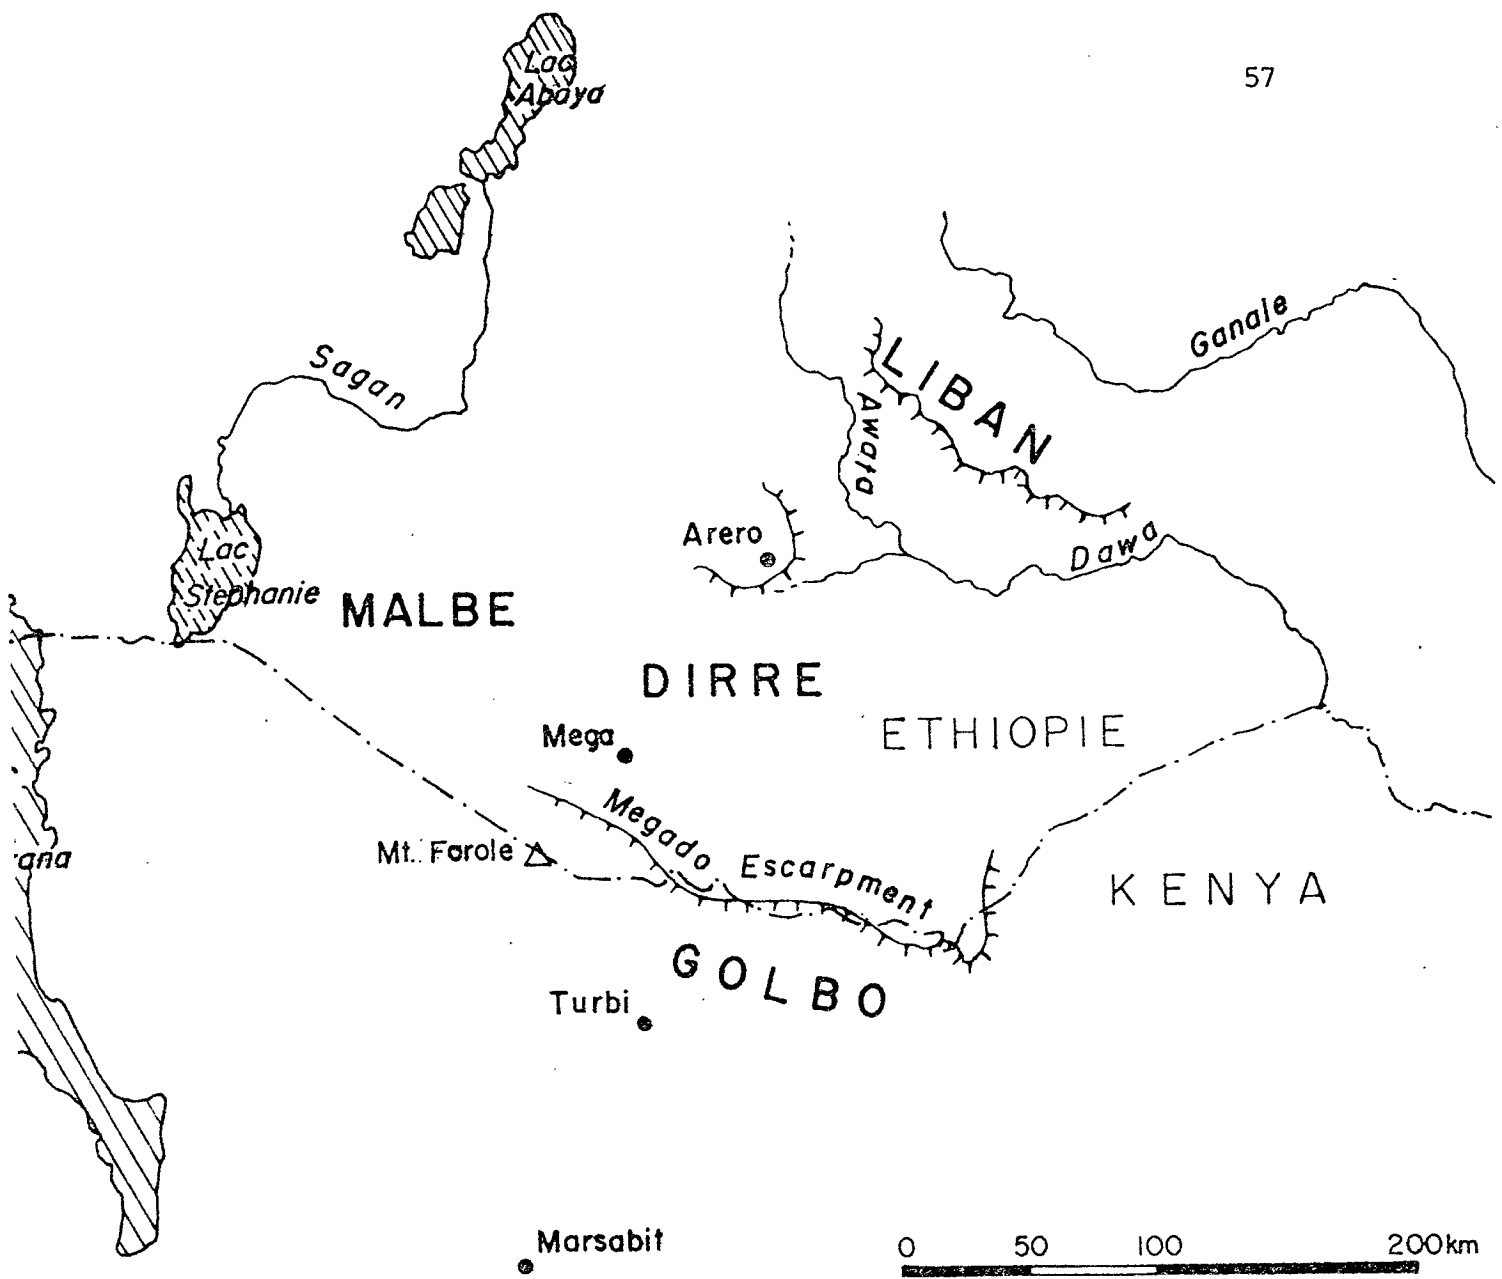 57
Lac
Abaya
Ganale
Sagan
LIBAN
Awata
Arero
Dawa
Lac
Stephanie
MALBE
DIRRE
ETHIOPIE
Mega
Megado Escarpment
Mt. Forole
rana
KENYA
GOLBO
Turbi
Marsabit
0 50 100 200km